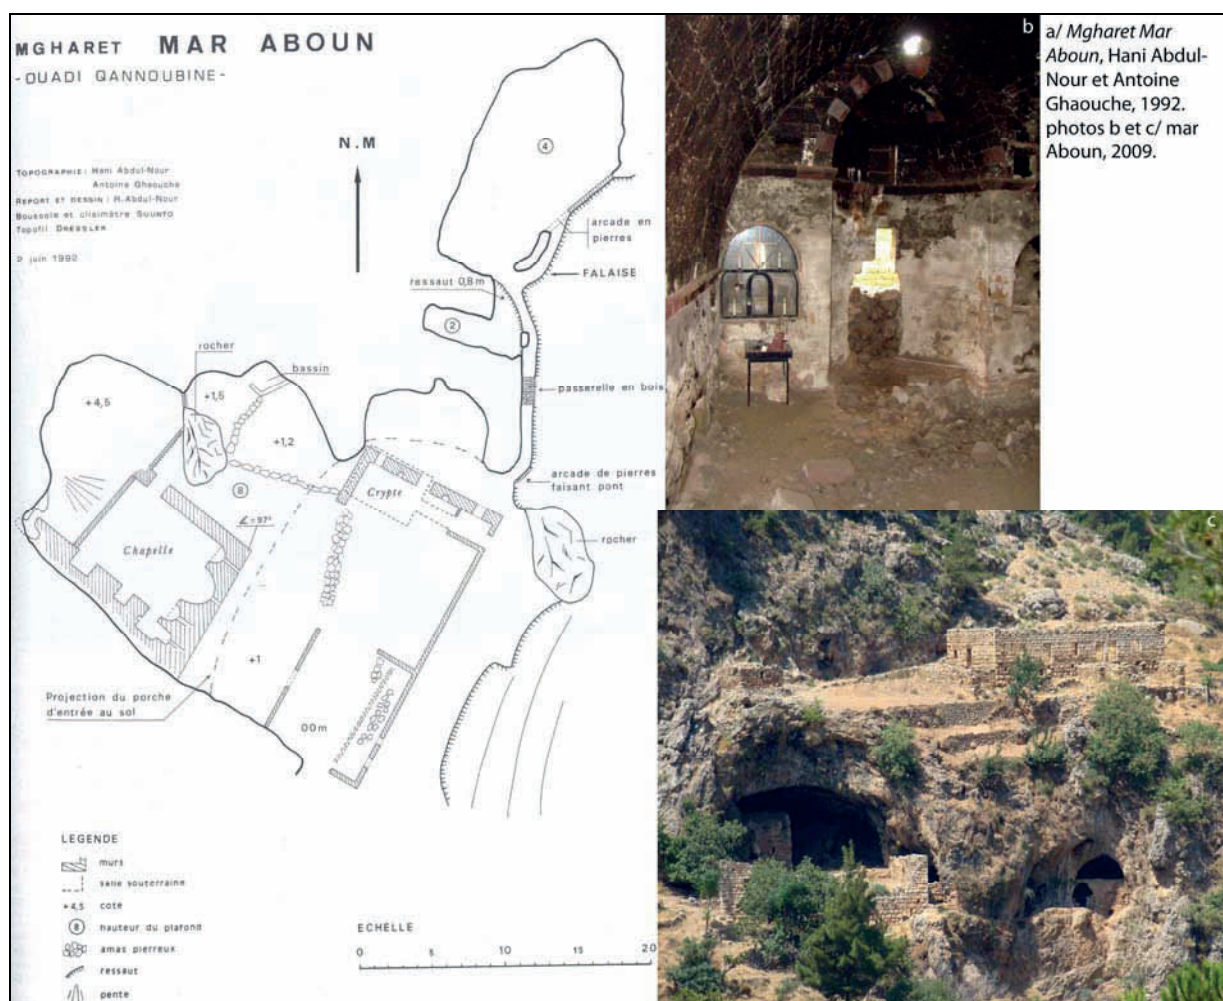 MGHARET MAR ABOUN
-OUADI QANNOUBINE-
TOPOGRAPHIE: Hani Abdul-Nour
Antoine Ghaouche
REPORT ET DESSIN: H.Abdul-Nour
Boussole et clisimètre SUUNTO
Topofil DRESSLER
2 juin 1992
N.M
4
arcade en
pierres
FALAISE
ressaut 0,8m
2
rocher
bassin
+4,5
+1,5
+1,2
passerelle en bois
8
∠=97°
Crypte
arcade de pierres
faisant pont
Chapelle
rocher
+1
Projection du porche
d'entrée au sol
00m
LEGENDE
murs
salle souterraine
+4,5 cote
8 hauteur du plafond
amas pierreux
ressaut
pente
ECHELLE
0 5 10 15 20
b
a/ Mgharet Mar
Aboun, Hani Abdul-
Nour et Antoine
Ghaouche, 1992.
photos b et c/ mar
Aboun, 2009.
c